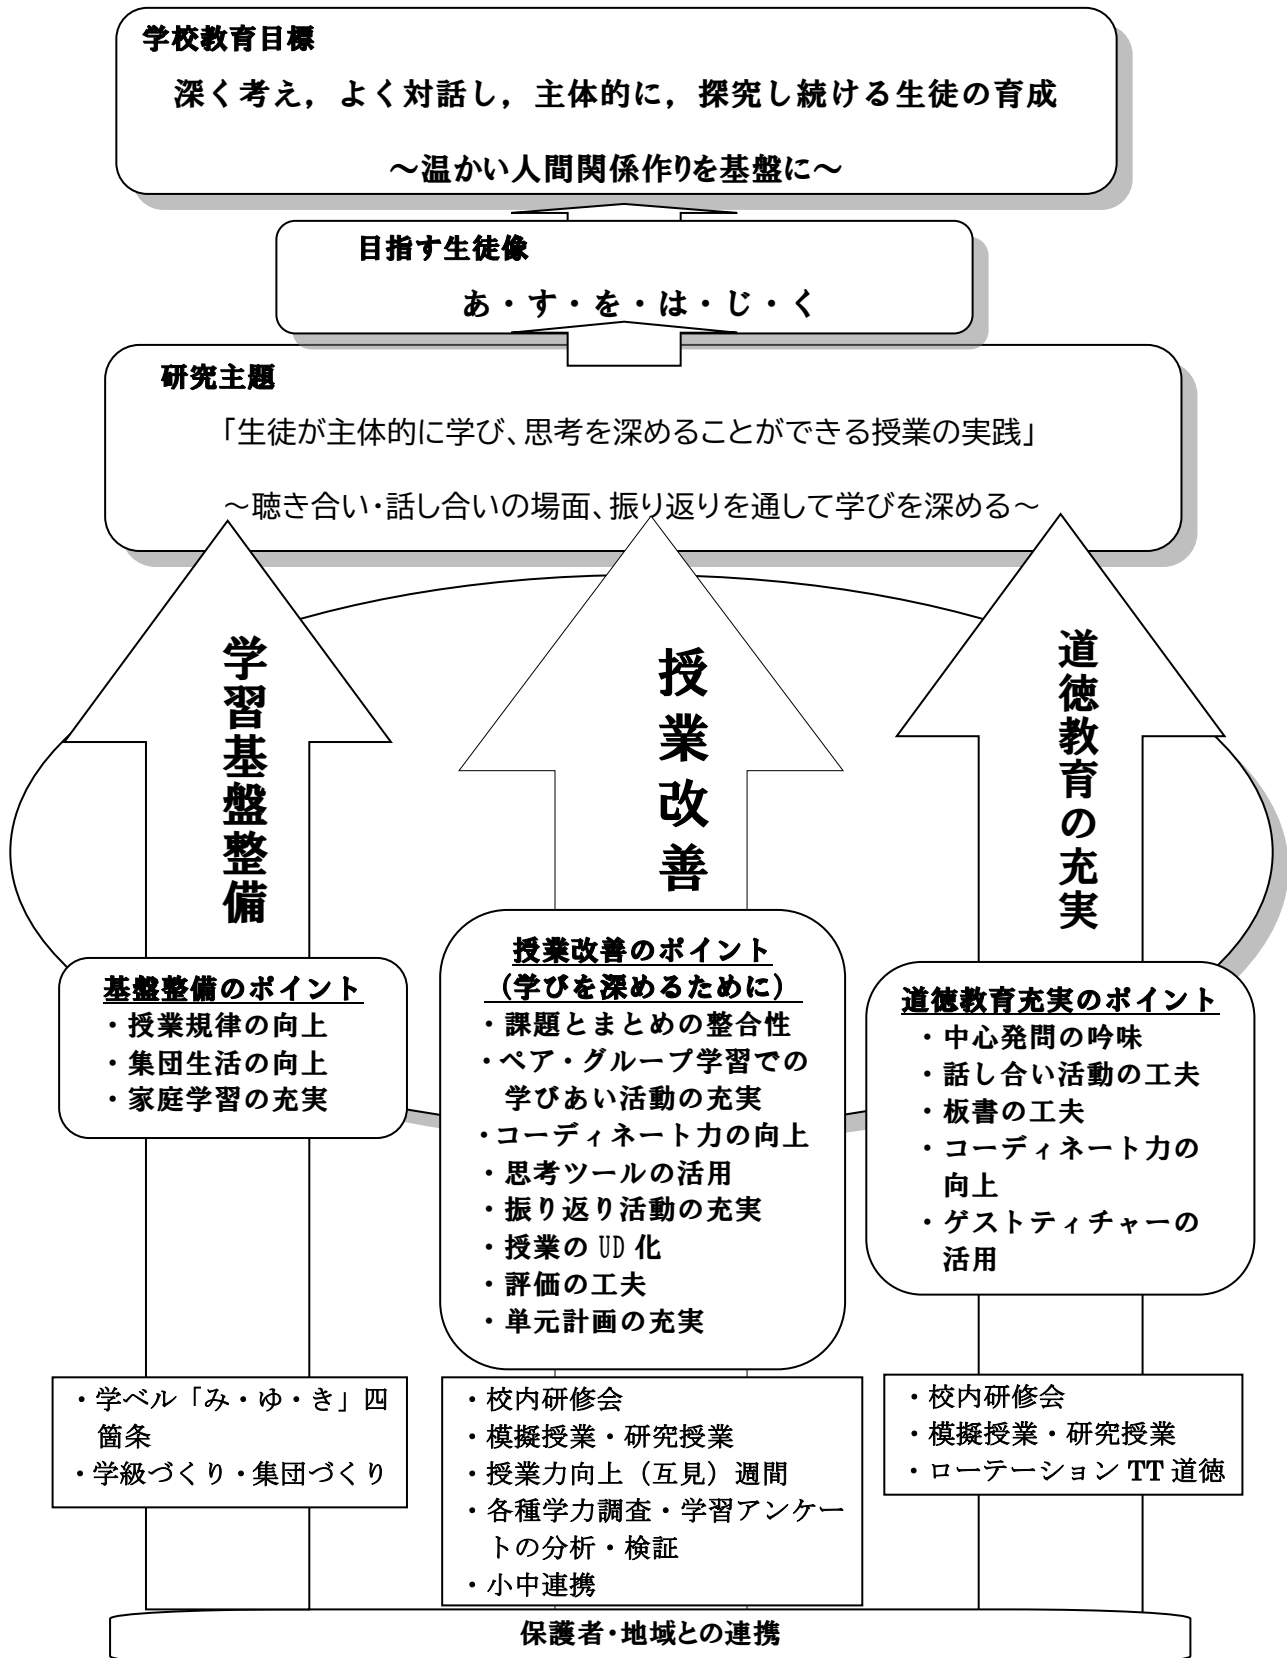 学校教育目標
深く考え，よく対話し，主体的に，探究し続ける生徒の育成
～温かい人間関係作りを基盤に～
目指す生徒像
あ・す・を・は・じ・く
研究主題
「生徒が主体的に学び、思考を深めることができる授業の実践」
～聴き合い・話し合いの場面、振り返りを通して学びを深める～
学習基盤整備
授業改善
道徳教育の充実
基盤整備のポイント
・授業規律の向上
・集団生活の向上
・家庭学習の充実
授業改善のポイント
（学びを深めるために）
・課題とまとめの整合性
・ペア・グループ学習での
学びあい活動の充実
・コーディネート力の向上
・思考ツールの活用
・振り返り活動の充実
・授業の UD 化
・評価の工夫
・単元計画の充実
道徳教育充実のポイント
・中心発問の吟味
・話し合い活動の工夫
・板書の工夫
・コーディネート力の
向上
・ゲストティチャーの
活用
・学ベル「み・ゆ・き」四
箇条
・学級づくり・集団づくり
・校内研修会
・模擬授業・研究授業
・授業力向上（互見）週間
・各種学力調査・学習アンケー
トの分析・検証
・小中連携
・校内研修会
・模擬授業・研究授業
・ローテーション TT 道徳
保護者・地域との連携